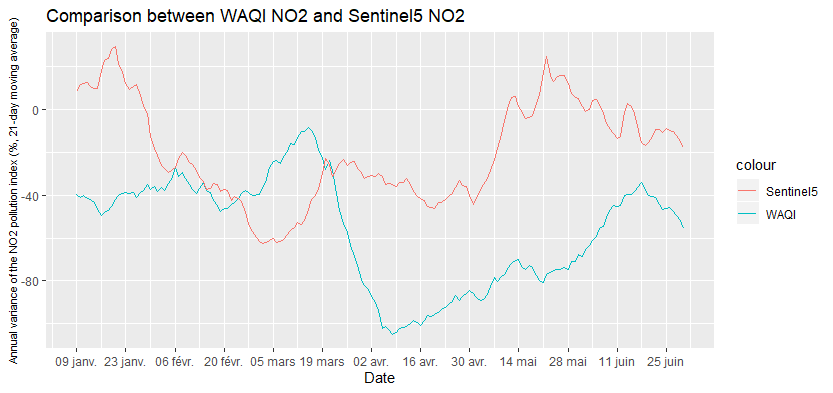 Comparison between WAQI NO2 and Sentinel5 NO2
Annual variance of the NO2 pollution index (%, 21-day moving average)
0
-40
-80
09 janv. 23 janv. 06 févr. 20 févr. 05 mars 19 mars 02 avr. 16 avr. 30 avr. 14 mai 28 mai 11 juin 25 juin
Date
colour
Sentinel5
WAQI